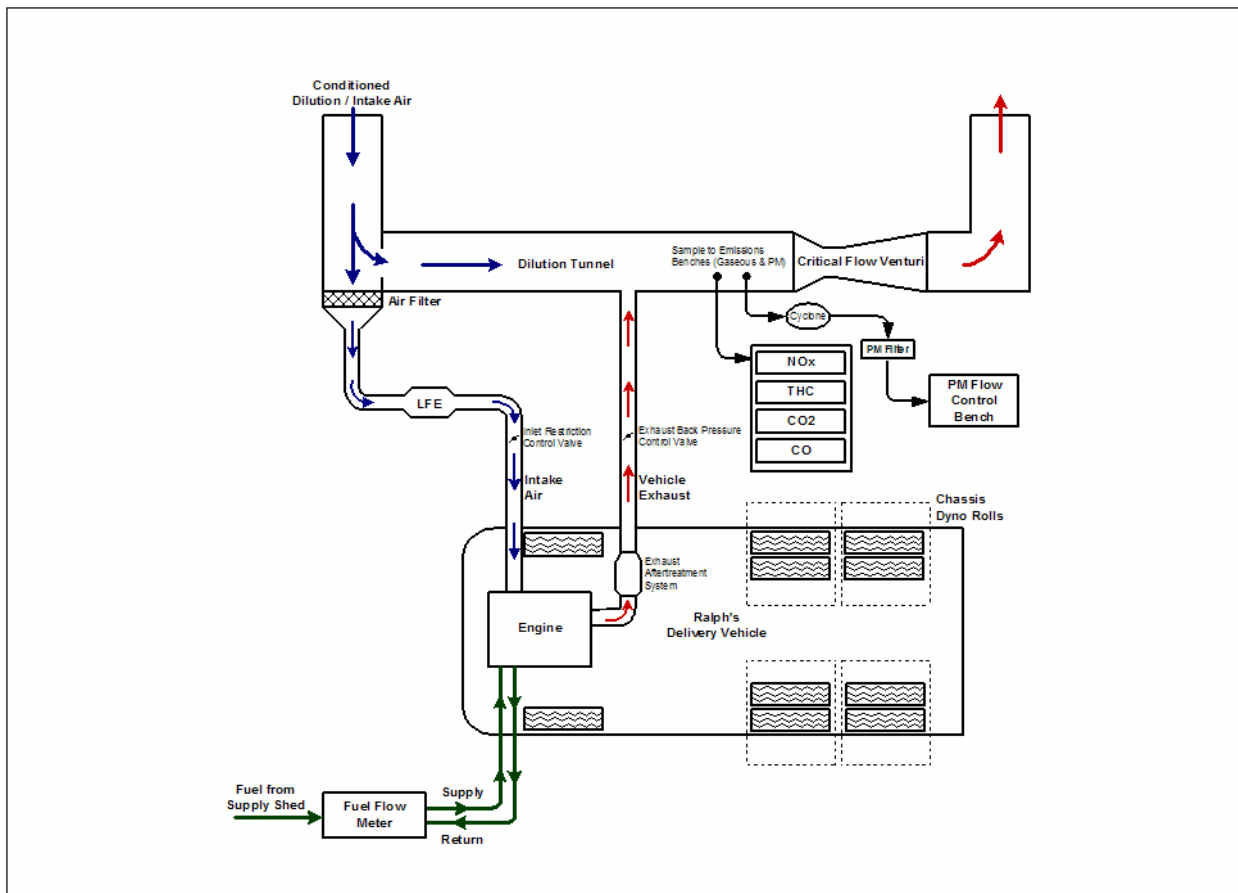 Conditioned
Dilution / Intake Air
Sample to Emissions
Benches (Gaseous & PM)
Dilution Tunnel
Critical Flow Venturi
Air Filter
Cyclone
PM Filter
NOx
THC
CO2
CO
PM Flow
Control
Bench
LFE
Inlet Restriction
Control Valve
Exhaust Back Pressure
Control Valve
Intake
Air
Vehicle
Exhaust
Chassis
Dyno Rolls
Exhaust
Aftertreatment
System
Engine
Ralph's
Delivery Vehicle
Fuel from
Supply Shed
Fuel Flow
Meter
Supply
Return